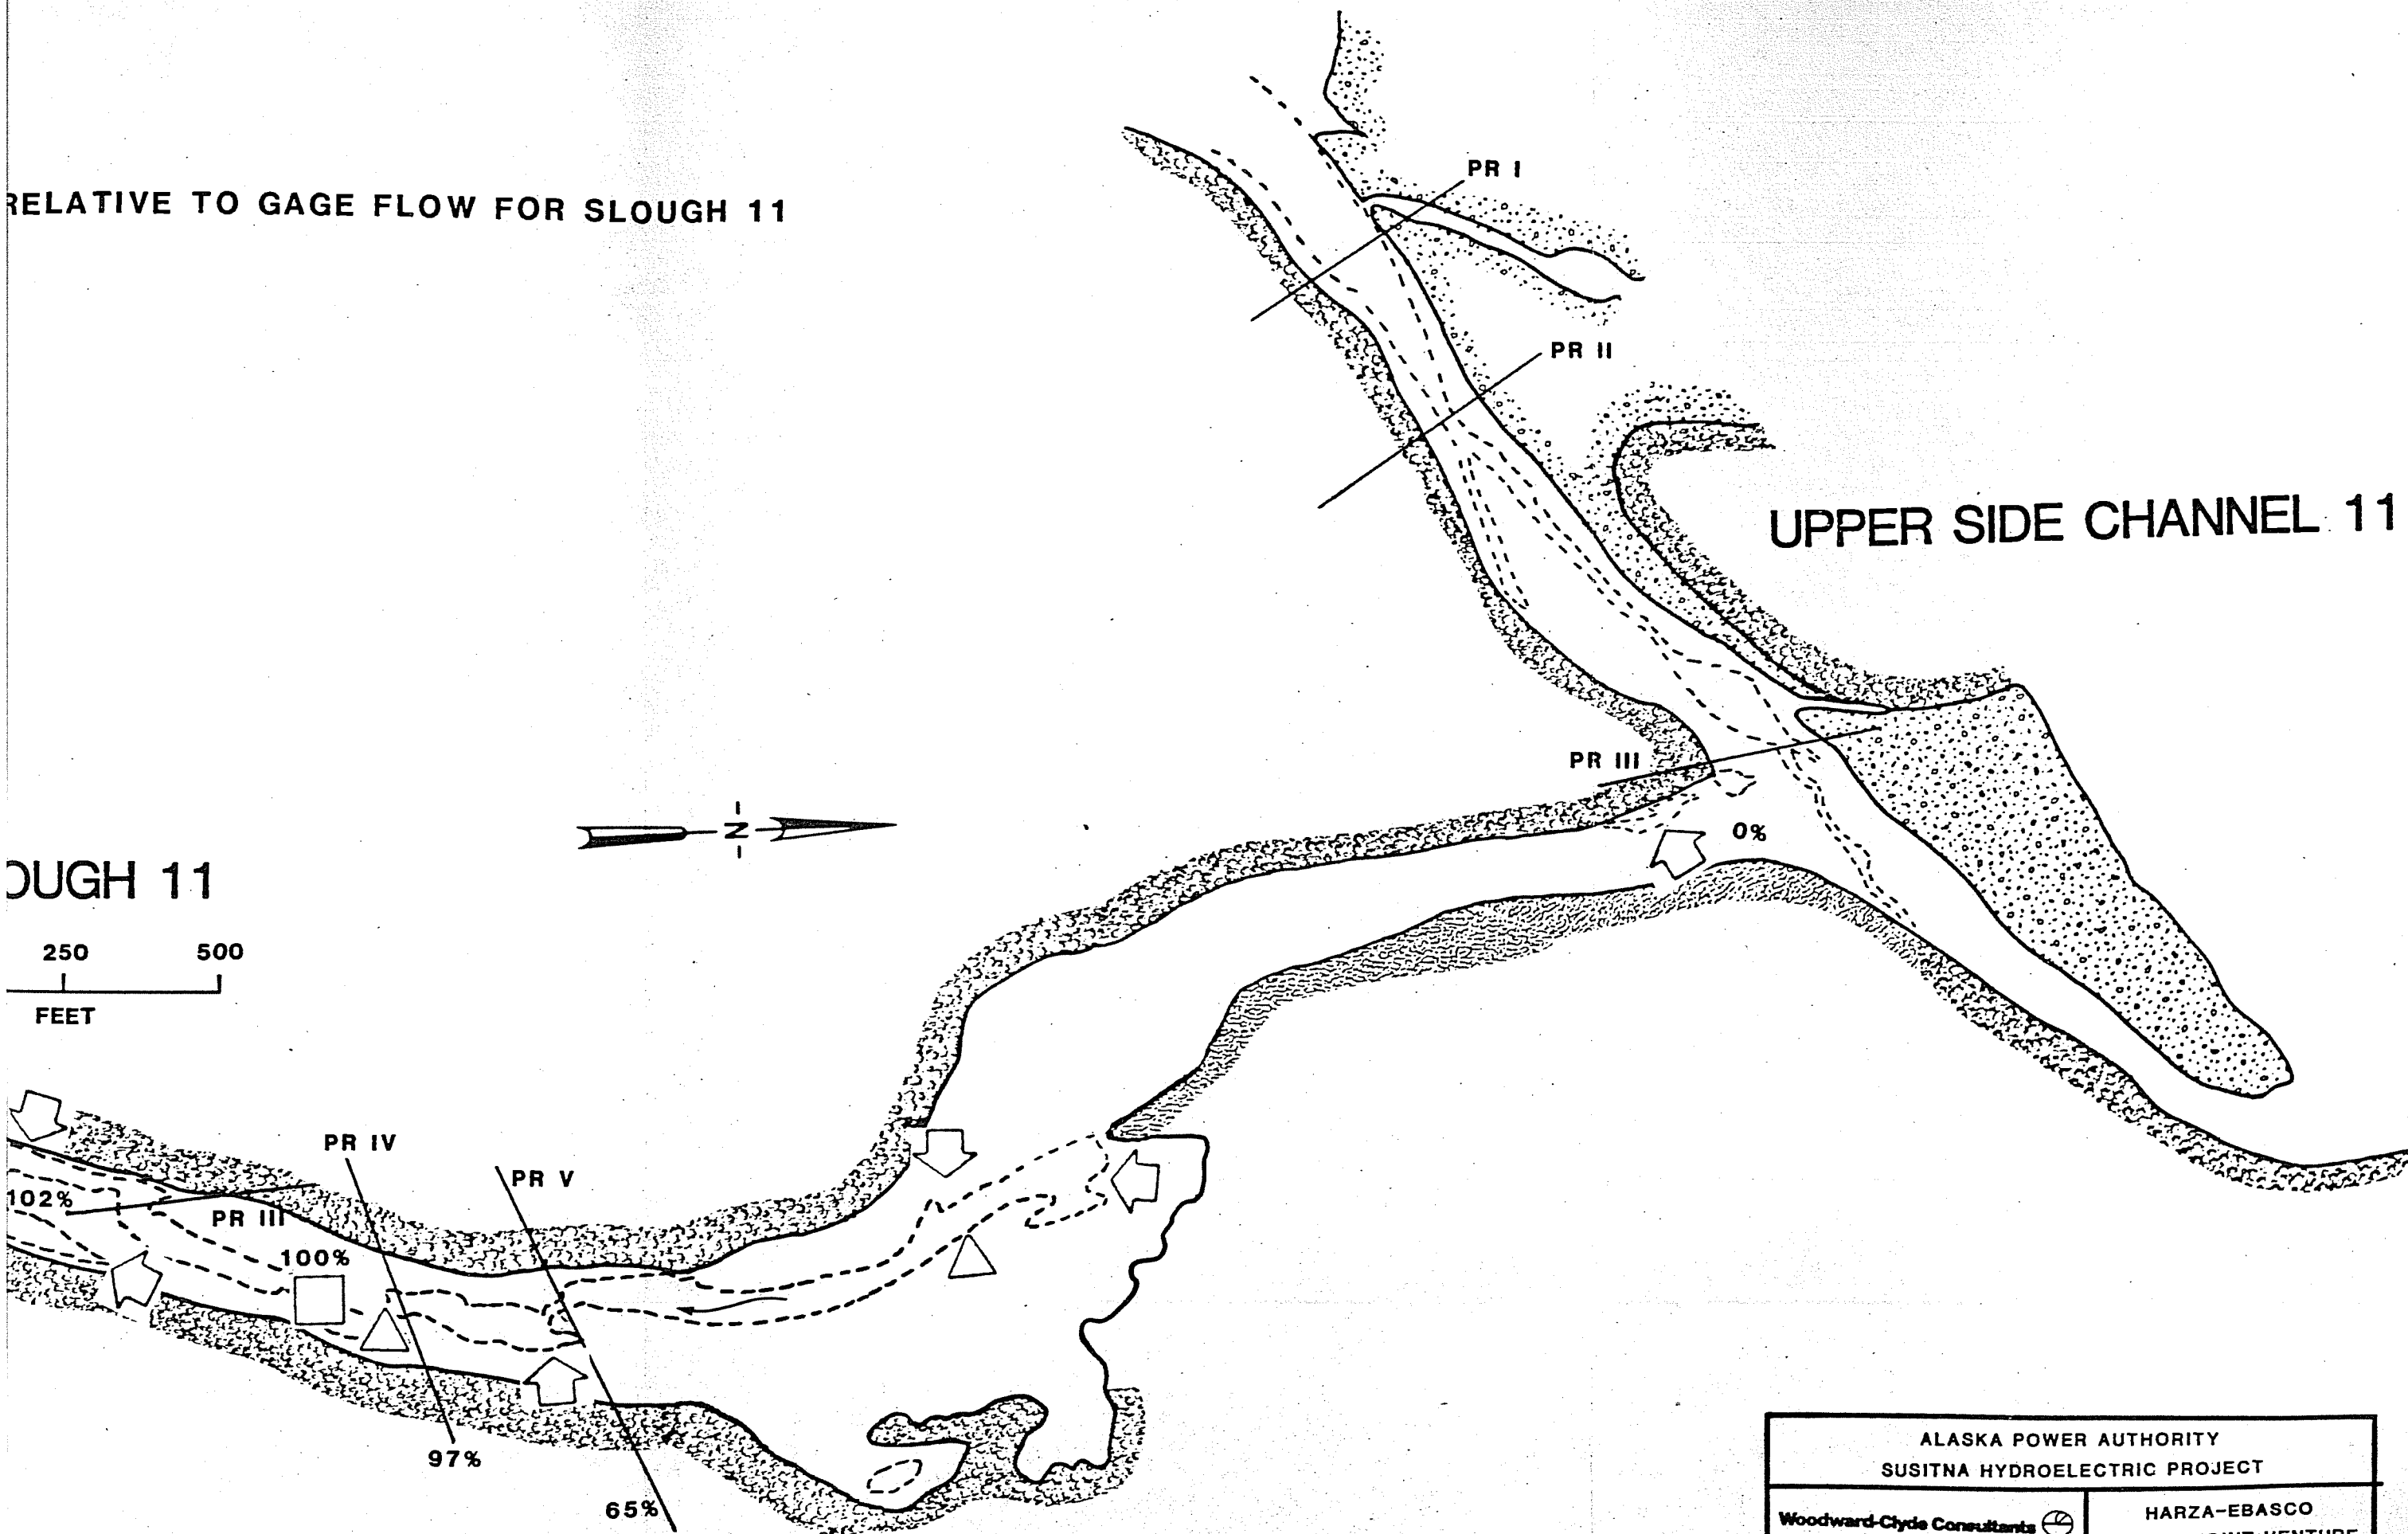 RELATIVE TO GAGE FLOW FOR SLOUGH 11
PR I
PR II
UPPER SIDE CHANNEL 11
PR III
0%
N
OUGH 11
250 500
FEET
PR IV
PR V
102%
PR III
100%
97%
65%
ALASKA POWER AUTHORITY
SUSITNA HYDROELECTRIC PROJECT
Woodward-Clyde Consultants
HARZA-EBASCO